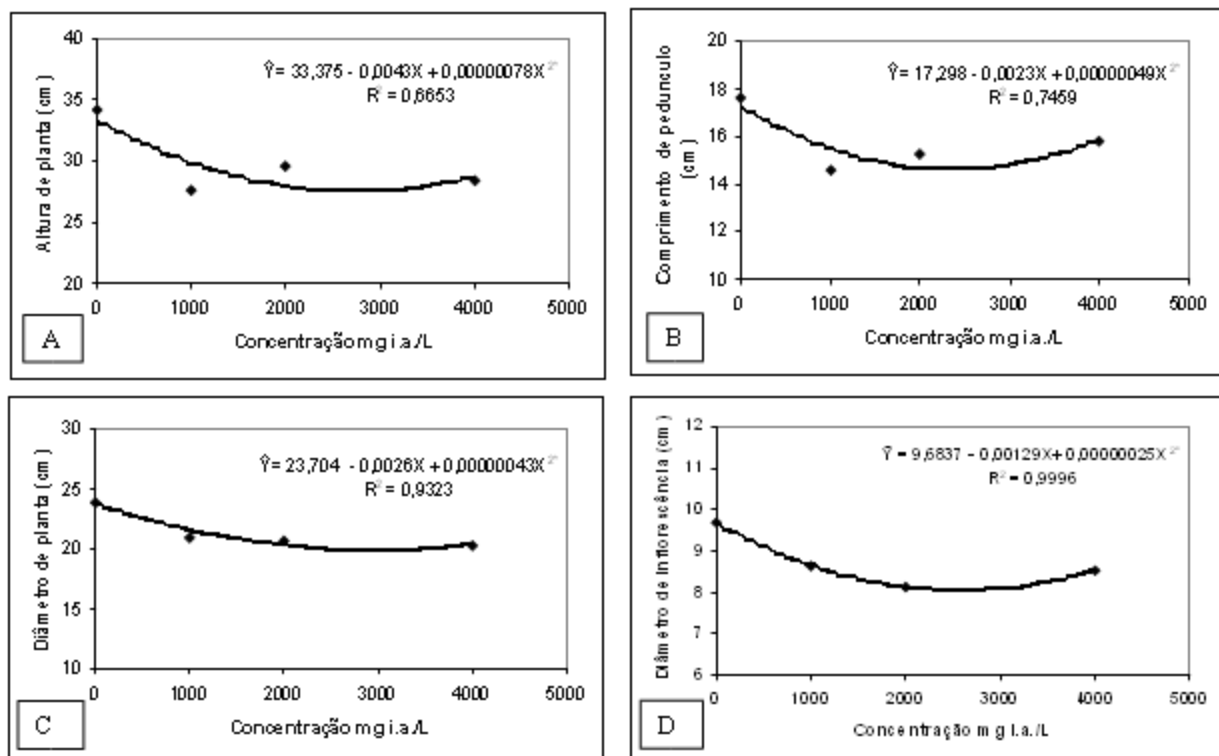 40
35
30
25
20
Altura de planta (cm)
Ŷ = 33,375 - 0,0043X + 0,00000078X²**
R² = 0,6653
0 1000 2000 3000 4000 5000
Concentração mg i.a./L
A
20
18
16
14
12
10
Comprimento de pedunculo
(cm)
Ŷ = 17,298 - 0,0023X + 0,00000049X²**
R² = 0,7459
0 1000 2000 3000 4000 5000
Concentração mg i.a./L
B
30
25
20
15
10
Diâmetro de planta (cm)
Ŷ = 23,704 - 0,0026X + 0,00000043X²**
R² = 0,9323
0 1000 2000 3000 4000 5000
Concentração mg i.a./L
C
12
11
10
9
8
7
6
Diâmetro de Inflorescência (cm)
Ŷ = 9,6837 - 0,00129X + 0,00000025X²**
R² = 0,9996
0 1000 2000 3000 4000 5000
Concentração mg i.a./L
D